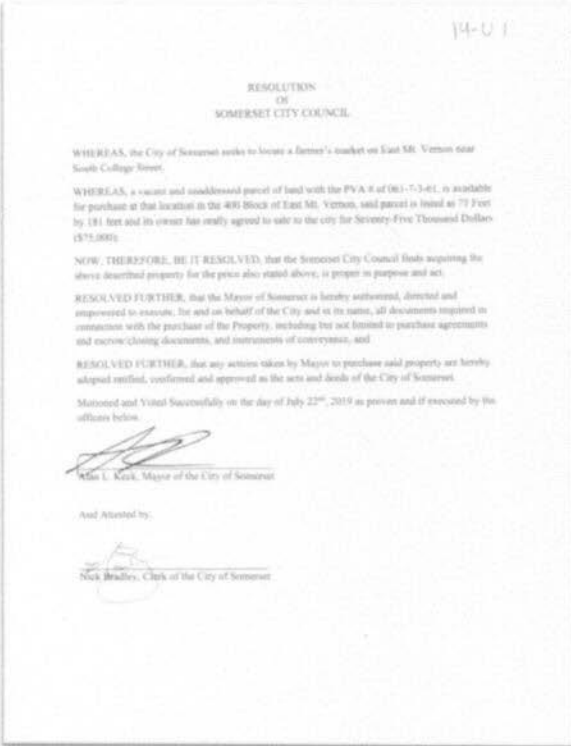 RESOLUTION
OF
SOMERSET CITY COUNCIL
WHEREAS, the City of Somerset seeks to locate a farmer's market on East Mt. Vernon near
South College Street.
WHEREAS, a vacant and unaddressed parcel of land with the PVA # of 061-7-3-61, is available
for purchase at that location in the 400 Block of East Mt. Vernon, said parcel is listed as 75 Feet
by 181 feet and its owner has orally agreed to sale to the city for Seventy-Five Thousand Dollars
($75,000);
NOW, THEREFORE, BE IT RESOLVED, that the Somerset City Council finds acquiring the
above described property for the price also stated above, is proper in purpose and act.
RESOLVED FURTHER, that the Mayor of Somerset is hereby authorized, directed and
empowered to execute, for and on behalf of the City and in its name, all documents required in
connection with the purchase of the Property, including but not limited to purchase agreements
and escrow/closing documents, and instruments of conveyance, and
RESOLVED FURTHER, that any actions taken by Mayor to purchase said property are hereby
adopted ratified, confirmed and approved as the acts and deeds of the City of Somerset.
Motioned and Voted Successfully on the day of July 22nd, 2019 as proven and if executed by the
officers below.
Alan L. Keck, Mayor of the City of Somerset
And Attested by:
Nick Bradley, Clerk of the City of Somerset